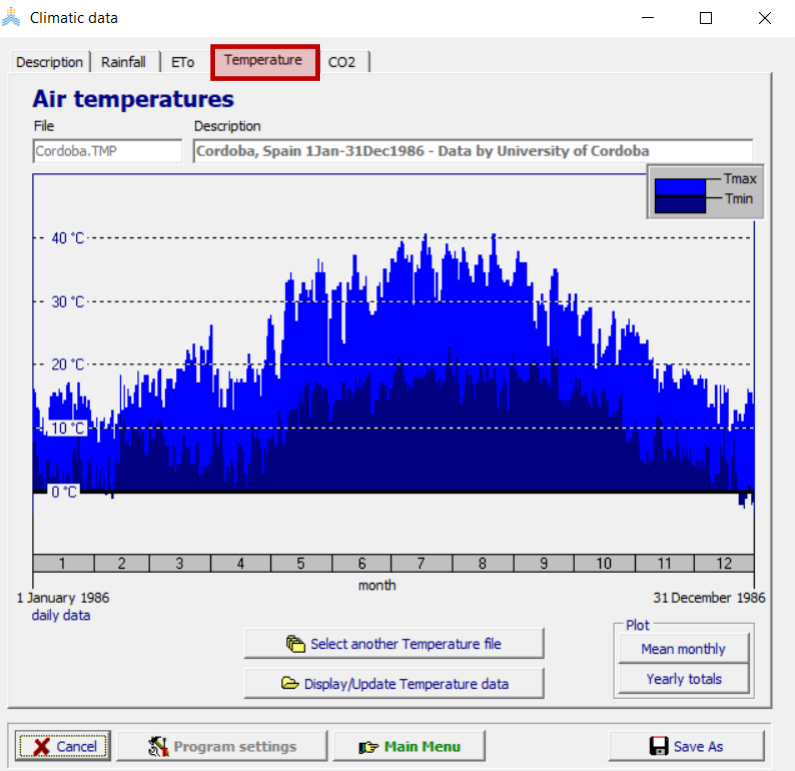 Climatic data
Description Rainfall ETo Temperature CO2
Air temperatures
File Description
Cordoba.TMP Cordoba, Spain 1Jan-31Dec1986 - Data by University of Cordoba
Tmax
Tmin
40 °C
30 °C
20 °C
10 °C
0 °C
1 2 3 4 5 6 7 8 9 10 11 12
month
1 January 1986 31 December 1986
daily data
Plot
Select another Temperature file Mean monthly
Display/Update Temperature data Yearly totals
Cancel Program settings Main Menu Save As